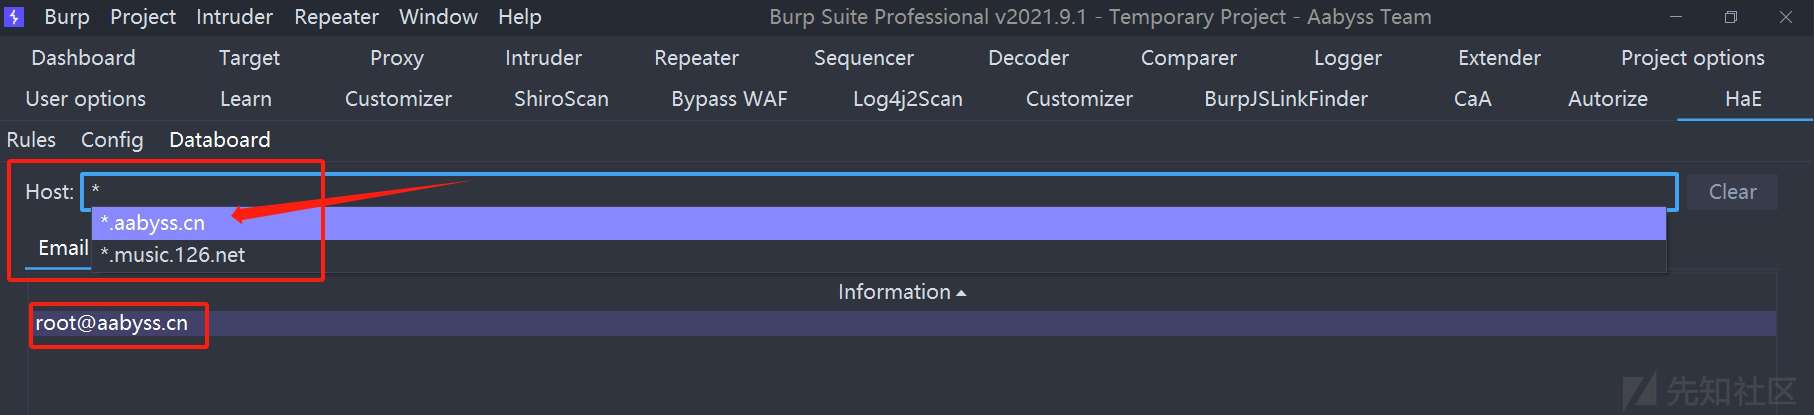 Burp Project Intruder Repeater Window Help Burp Suite Professional v2021.9.1 - Temporary Project - Aabyss Team
Dashboard Target Proxy Intruder Repeater Sequencer Decoder Comparer Logger Extender Project options
User options Learn Customizer ShiroScan Bypass WAF Log4j2Scan Customizer BurpJSLinkFinder CaA Autorize HaE
Rules Config Databoard
Host: * Clear
*.aabyss.cn
Email *.music.126.net
Information
root@aabyss.cn
先知社区